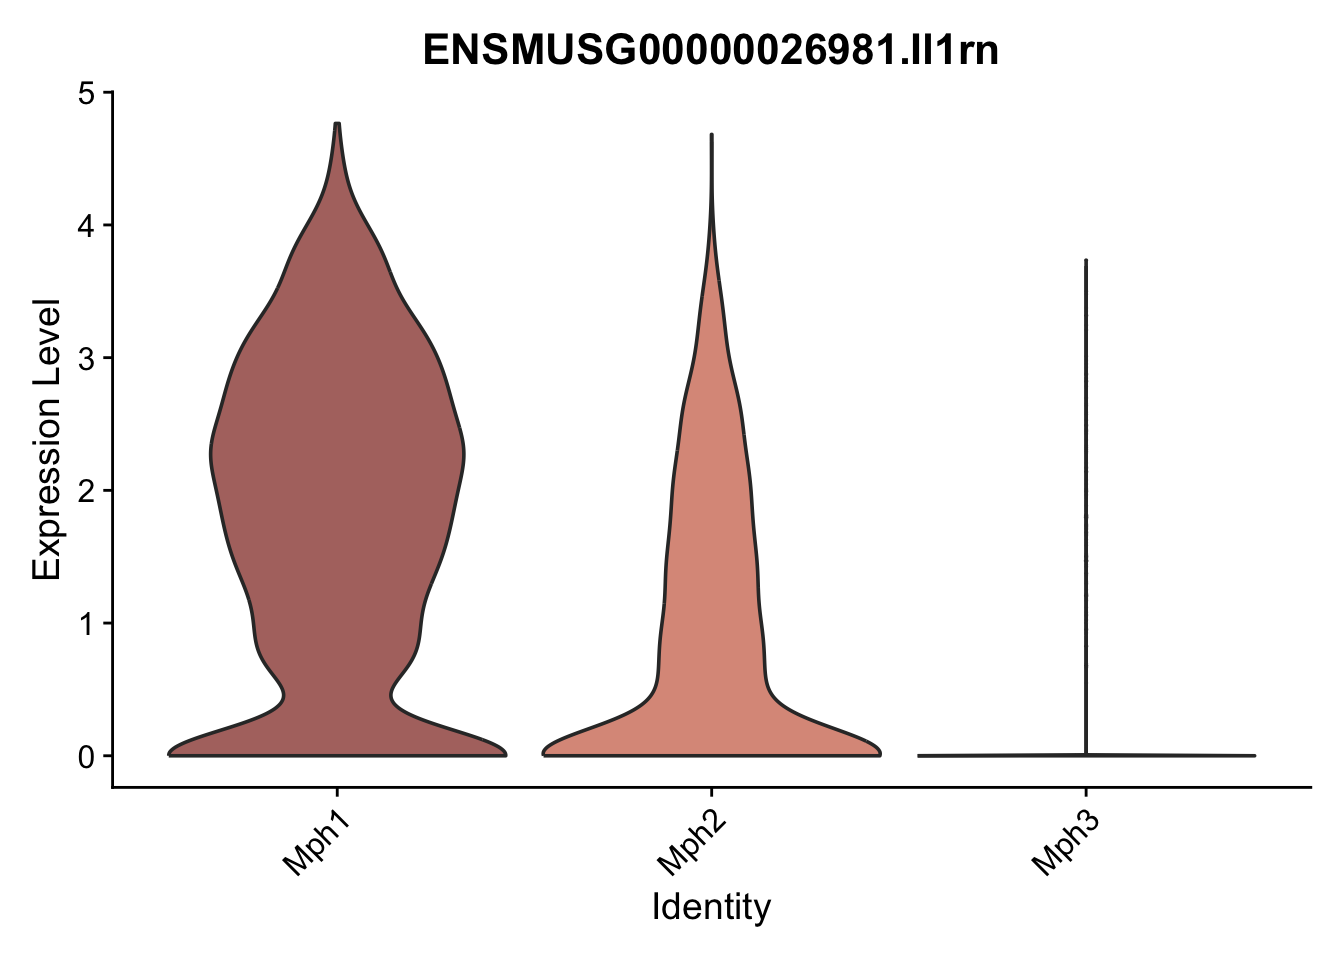 ENSMUSG00000026981.Il1rn
Expression Level
5
4
3
2
1
0
Mph1
Mph2
Mph3
Identity